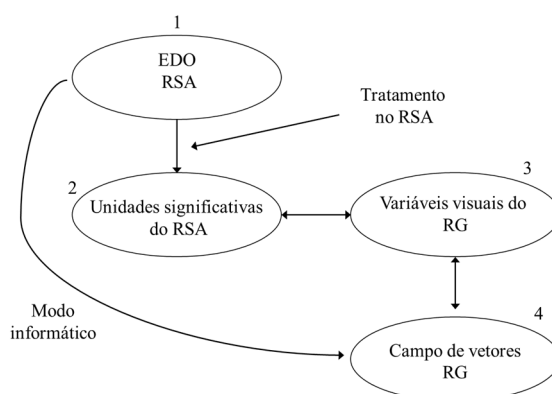 1
EDO
RSA
Tratamento
no RSA
2
Unidades significativas
do RSA
3
Variáveis visuais do
RG
Modo
informático
4
Campo de vetores
RG